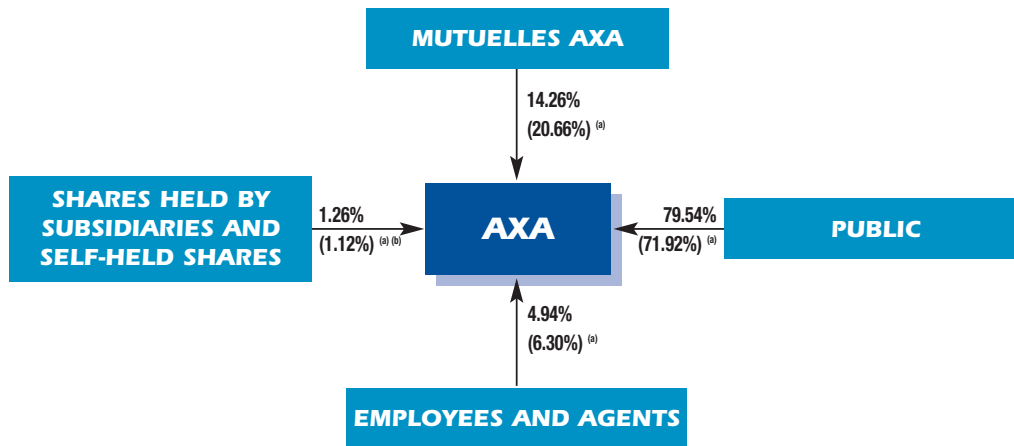 MUTUELLES AXA
14.26%
(20.66%) (a)
SHARES HELD BY
SUBSIDIARIES AND
SELF-HELD SHARES
1.26%
(1.12%) (a) (b)
AXA
79.54%
(71.92%) (a)
PUBLIC
4.94%
(6.30%) (a)
EMPLOYEES AND AGENTS